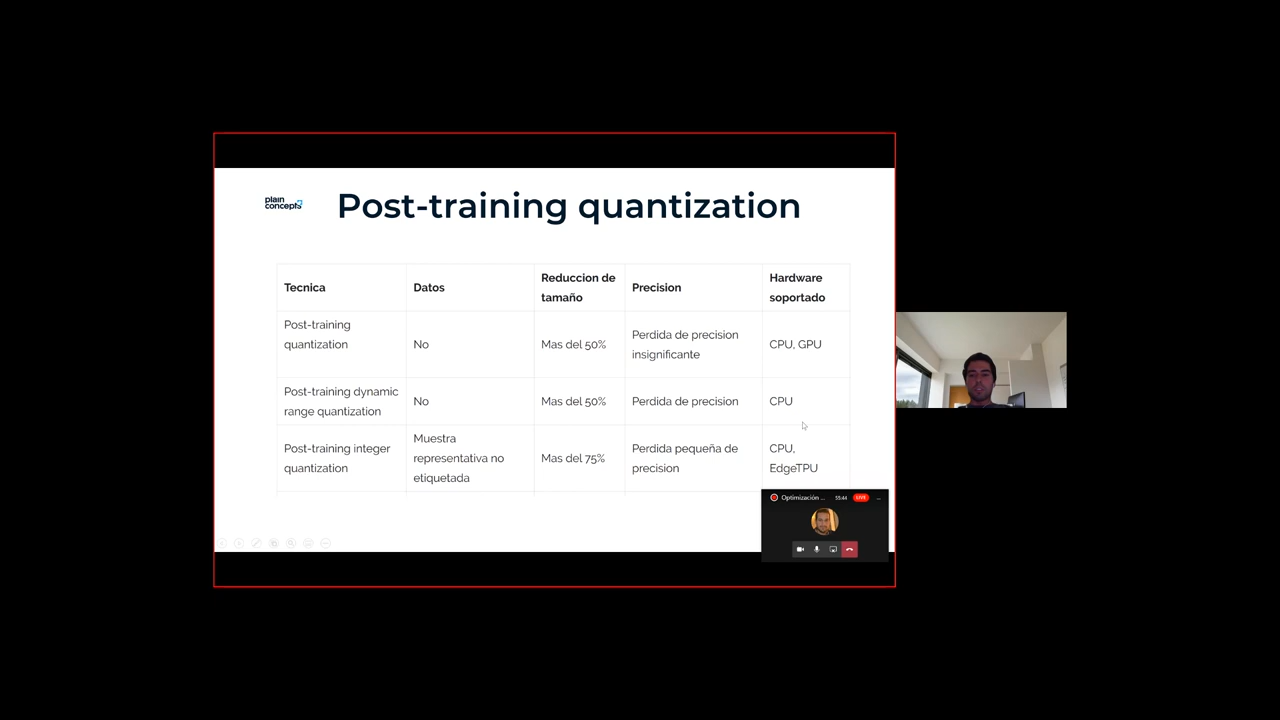 plain
concepts
Post-training quantization
Tecnica
Datos
Reduccion de
tamaño
Precision
Hardware
soportado
Post-training
quantization
No
Mas del 50%
Perdida de precision
insignificante
CPU, GPU
Post-training dynamic
range quantization
No
Mas del 50%
Perdida de precision
CPU
Post-training integer
quantization
Muestra
representativa no
etiquetada
Mas del 75%
Perdida pequeña de
precision
CPU,
EdgeTPU
Optimización ...
55:44
LIVE